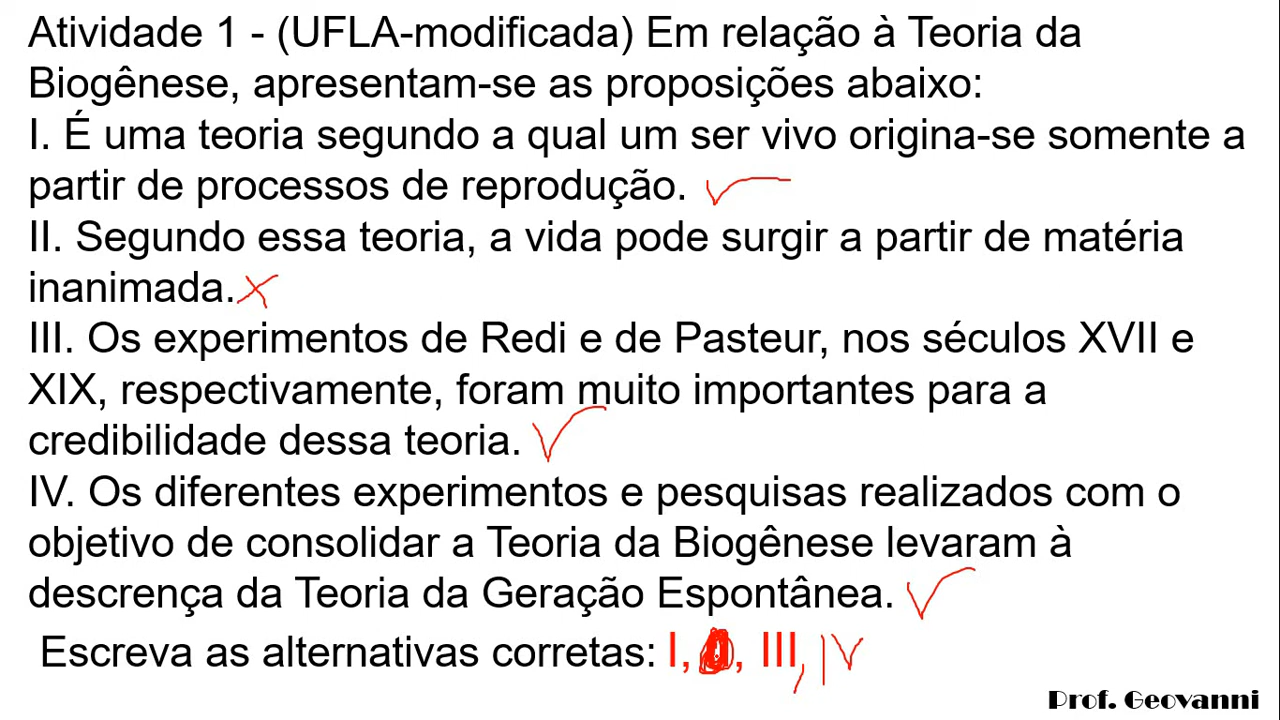 Atividade 1 - (UFLA-modificada) Em relação à Teoria da
Biogênese, apresentam-se as proposições abaixo:
I. É uma teoria segundo a qual um ser vivo origina-se somente a
partir de processos de reprodução.
II. Segundo essa teoria, a vida pode surgir a partir de matéria
inanimada.
III. Os experimentos de Redi e de Pasteur, nos séculos XVII e
XIX, respectivamente, foram muito importantes para a
credibilidade dessa teoria.
IV. Os diferentes experimentos e pesquisas realizados com o
objetivo de consolidar a Teoria da Biogênese levaram à
descrença da Teoria da Geração Espontânea.
Escreva as alternativas corretas: I, , III, IV
Prof. Geovanni